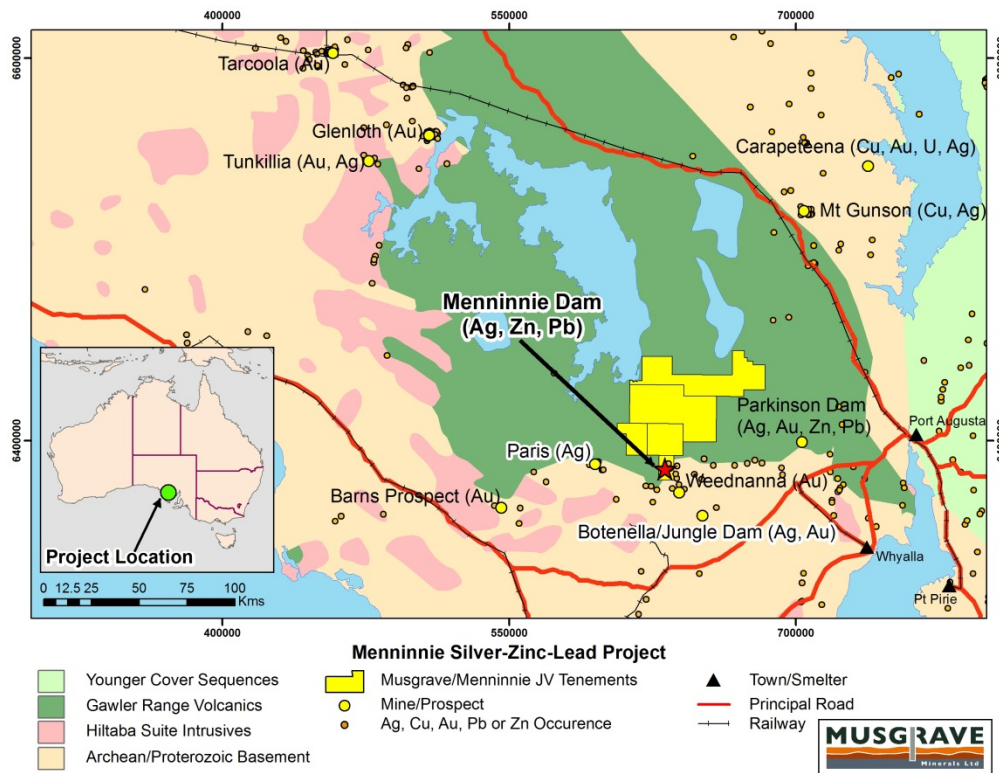 400000
550000
700000
6600000
Tarcoola (Au)
Glenloth (Au)
Tunkillia (Au, Ag)
Carapeteena (Cu, Au, U, Ag)
Mt Gunson (Cu, Ag)
Menninnie Dam
(Ag, Zn, Pb)
Parkinson Dam
(Ag, Au, Zn, Pb)
Port Augusta
Paris (Ag)
Weednanna (Au)
Barns Prospect (Au)
Botenella/Jungle Dam (Ag, Au)
Whyalla
Pt Pirie
Project Location
0 12.5 25 50 75 100
Kms
6450000
400000
550000
700000
Menninnie Silver-Zinc-Lead Project
Younger Cover Sequences
Gawler Range Volcanics
Hiltaba Suite Intrusives
Archean/Proterozoic Basement
Musgrave/Menninnie JV Tenements
Mine/Prospect
Ag, Cu, Au, Pb or Zn Occurence
Town/Smelter
Principal Road
Railway
MUSGRAVE
Minerals Ltd